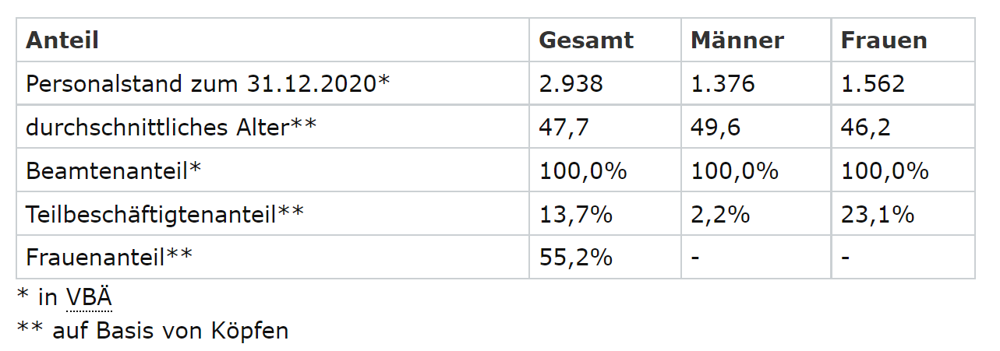 Anteil Gesamt Männer Frauen
Personalstand zum 31.12.2020* 2.938 1.376 1.562
durchschnittliches Alter** 47,7 49,6 46,2
Beamtenanteil* 100,0% 100,0% 100,0%
Teilbeschäftigtenanteil** 13,7% 2,2% 23,1%
Frauenanteil** 55,2% - -
* in VBÄ
** auf Basis von Köpfen